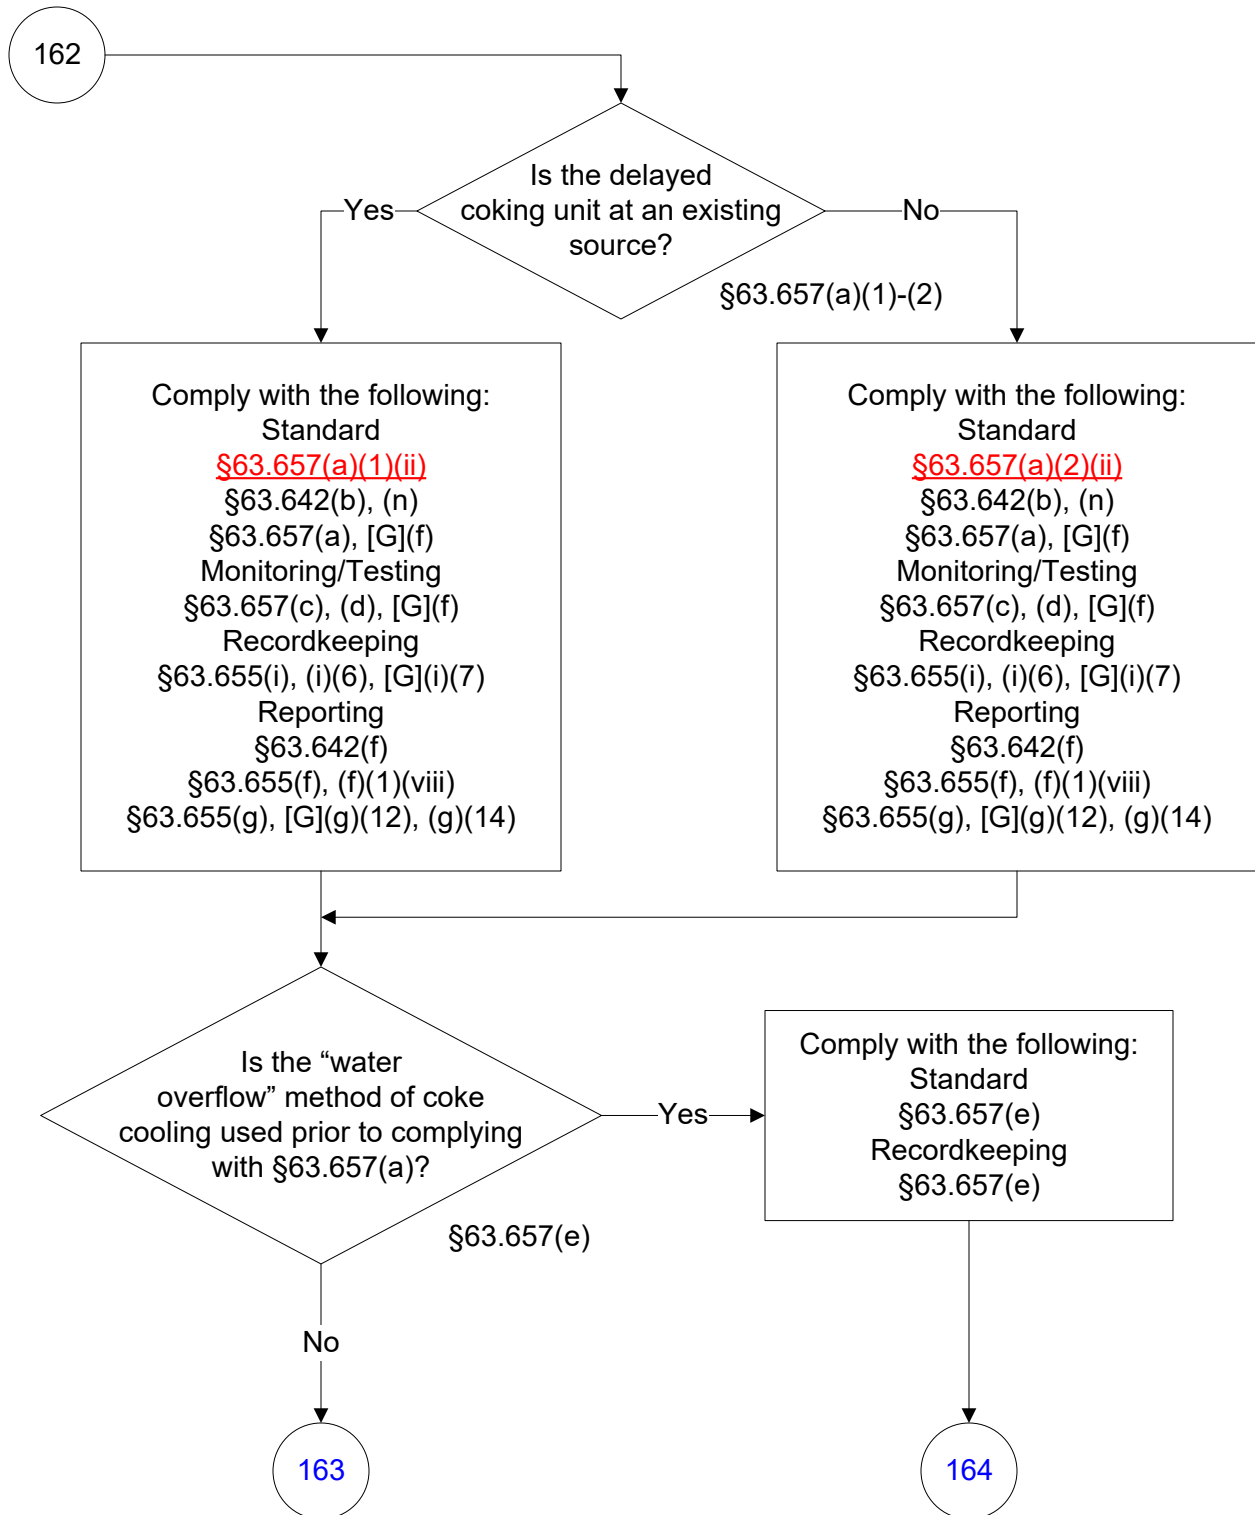 162
Is the delayed
coking unit at an existing
source?
Yes
No
§63.657(a)(1)-(2)
Comply with the following:
Standard
§63.657(a)(1)(ii)
§63.642(b), (n)
§63.657(a), [G](f)
Monitoring/Testing
§63.657(c), (d), [G](f)
Recordkeeping
§63.655(i), (i)(6), [G](i)(7)
Reporting
§63.642(f)
§63.655(f), (f)(1)(viii)
§63.655(g), [G](g)(12), (g)(14)
Comply with the following:
Standard
§63.657(a)(2)(ii)
§63.642(b), (n)
§63.657(a), [G](f)
Monitoring/Testing
§63.657(c), (d), [G](f)
Recordkeeping
§63.655(i), (i)(6), [G](i)(7)
Reporting
§63.642(f)
§63.655(f), (f)(1)(viii)
§63.655(g), [G](g)(12), (g)(14)
Is the “water
overflow” method of coke
cooling used prior to complying
with §63.657(a)?
Yes
§63.657(e)
Comply with the following:
Standard
§63.657(e)
Recordkeeping
§63.657(e)
No
163
164